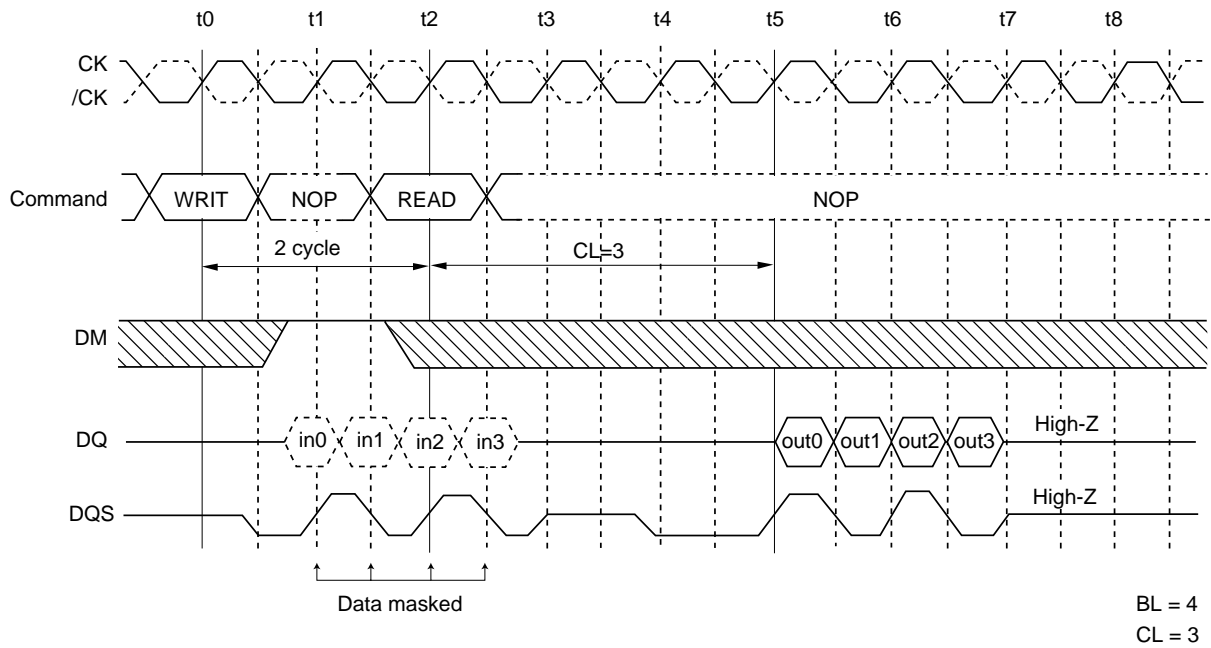 t0 t1 t2 t3 t4 t5 t6 t7 t8
CK
/CK
Command WRIT NOP READ NOP
2 cycle CL=3
DM
DQ in0 in1 in2 in3 out0 out1 out2 out3 High-Z
DQS High-Z
Data masked
BL = 4
CL = 3